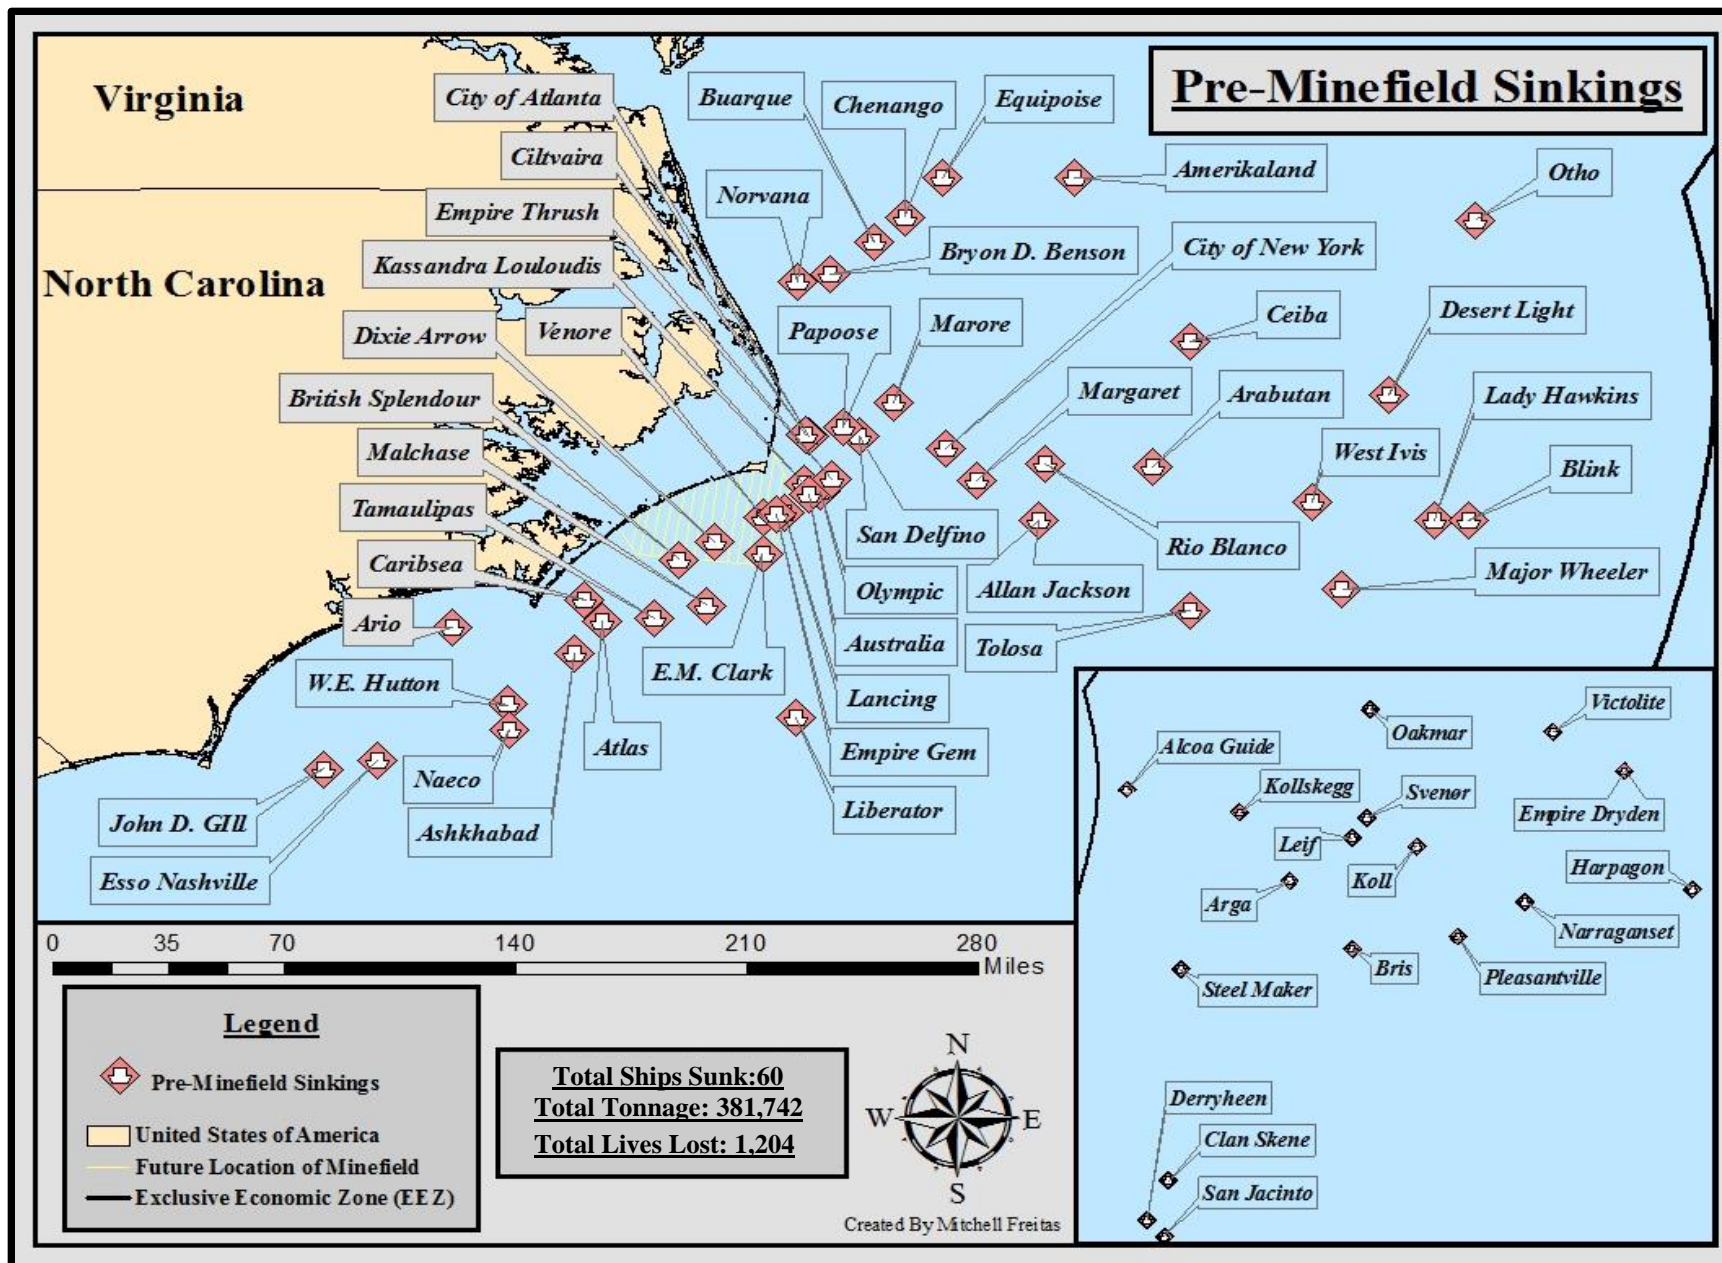 Pre-Minefield Sinkings
Virginia
North Carolina
City of Atlanta
Ciltvaira
Empire Thrush
Kassandra Louloudis
Dixie Arrow
Venore
British Splendour
Malchase
Tamaulipas
Caribsea
Ario
W.E. Hutton
Naeco
John D. GIll
Esso Nashville
Ashkhabad
Atlas
E.M. Clark
Buarque
Chenango
Equipoise
Norvana
Bryon D. Benson
Amerikaland
Otho
City of New York
Papoose
Marore
Ceiba
Desert Light
Margaret
Arabutan
Lady Hawkins
West Ivis
Blink
San Delfino
Rio Blanco
Allan Jackson
Major Wheeler
Tolosa
Olympic
Australia
Lancing
Empire Gem
Liberator
Oakmar
Victolite
Alcoa Guide
Kollskegg
Svenør
Empire Dryden
Leif
Koll
Harpagon
Arga
Narraganset
Bris
Pleasantville
Steel Maker
Derryheen
Clan Skene
San Jacinto
0 35 70 140 210 280
Miles
Legend
Pre-Minefield Sinkings
United States of America
Future Location of Minefield
Exclusive Economic Zone (EEZ)
Total Ships Sunk:60
Total Tonnage: 381,742
Total Lives Lost: 1,204
N
W E
S
Created By Mitchell Freitas